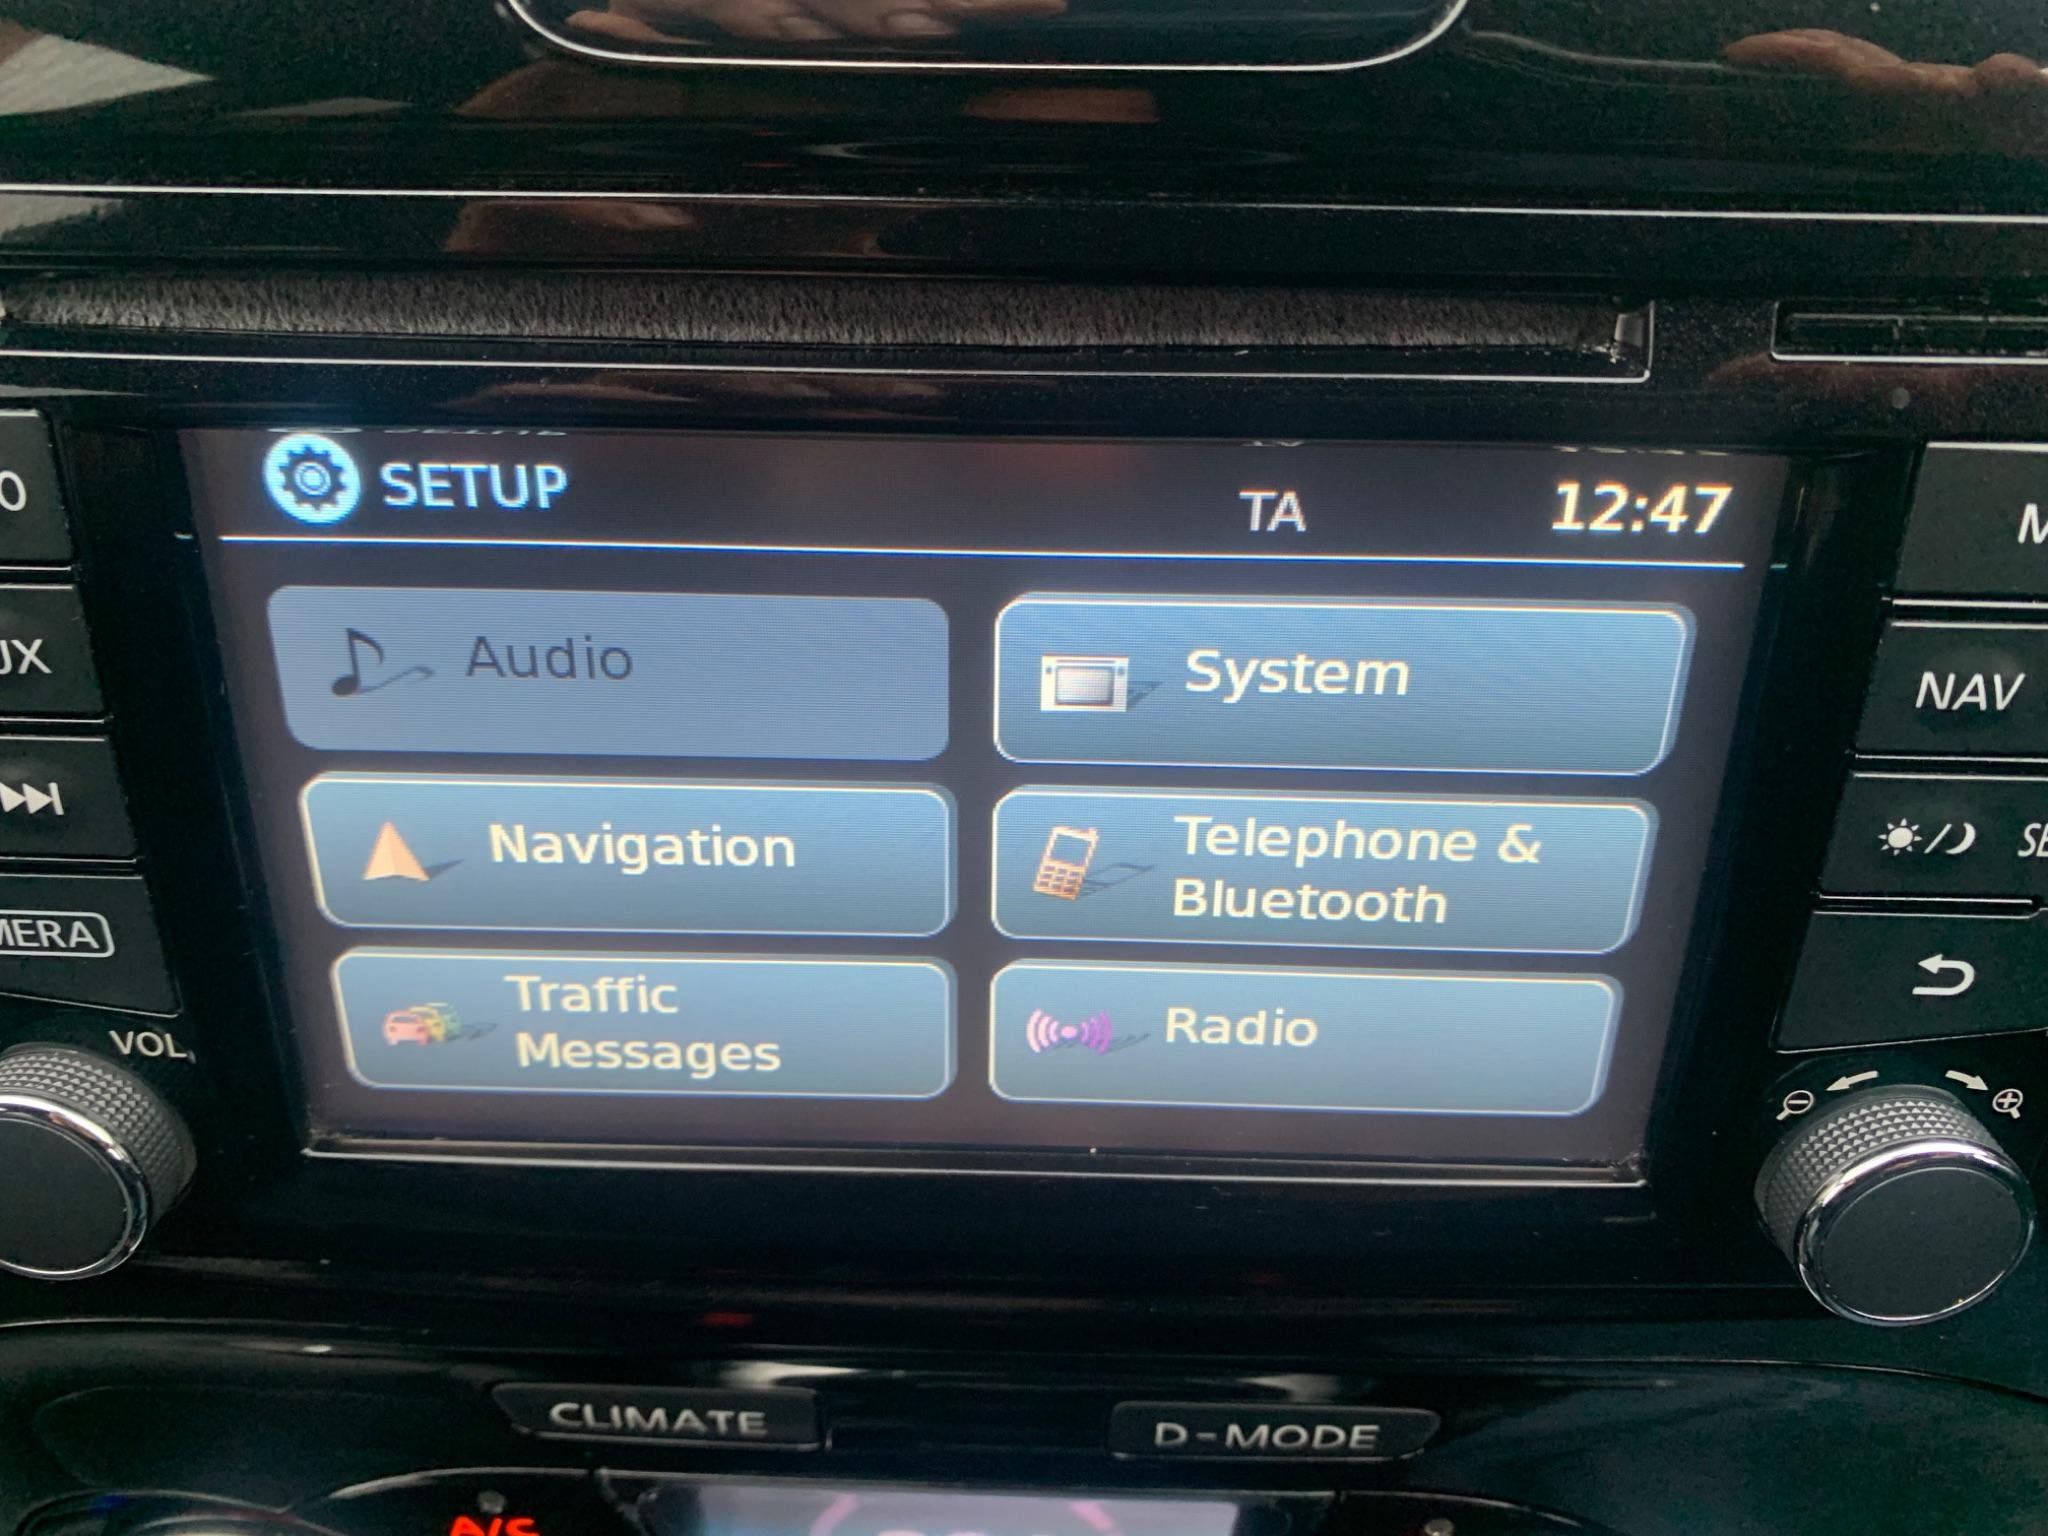 SETUP
TA
12:47
Audio
System
NAV
Navigation
Telephone &
Bluetooth
Traffic
Messages
Radio
VOL
CLIMATE
D-MODE
A/C